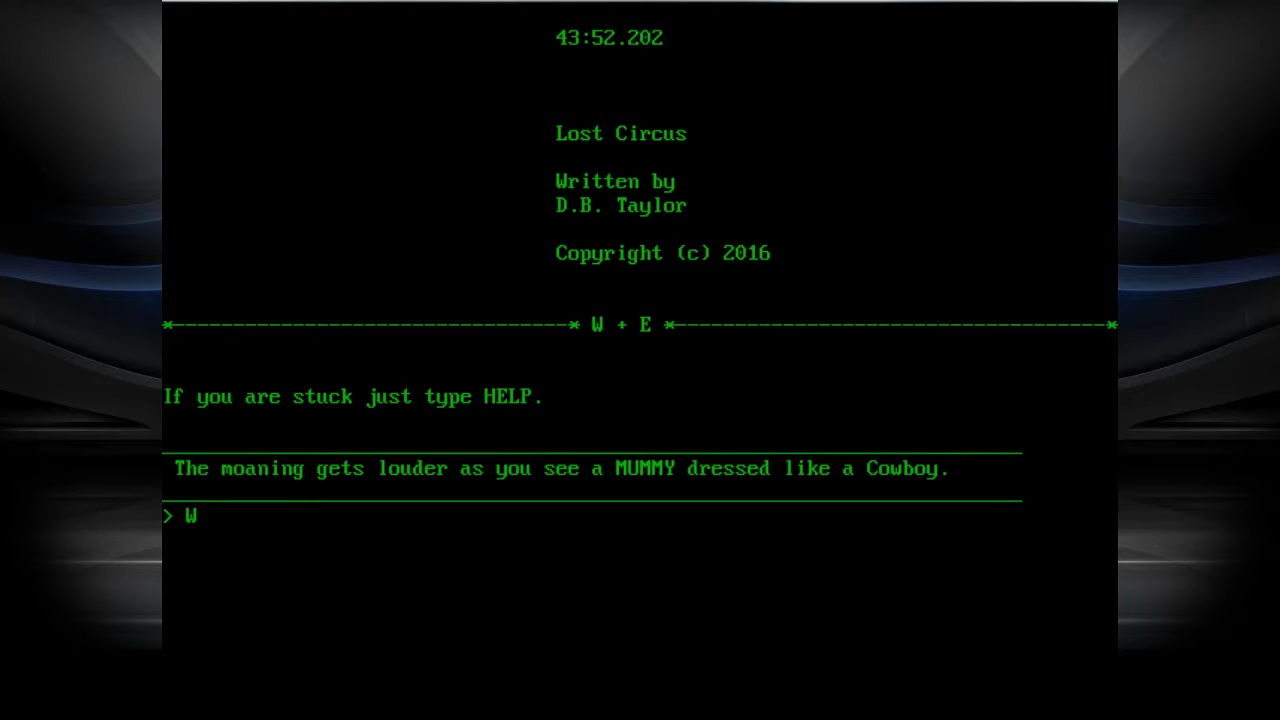 43:52.202
Lost Circus
Written by
D.B. Taylor
Copyright (c) 2016
*----------------------------------* W + E *-------------------------------------*
If you are stuck just type HELP.
The moaning gets louder as you see a MUMMY dressed like a Cowboy.
> W